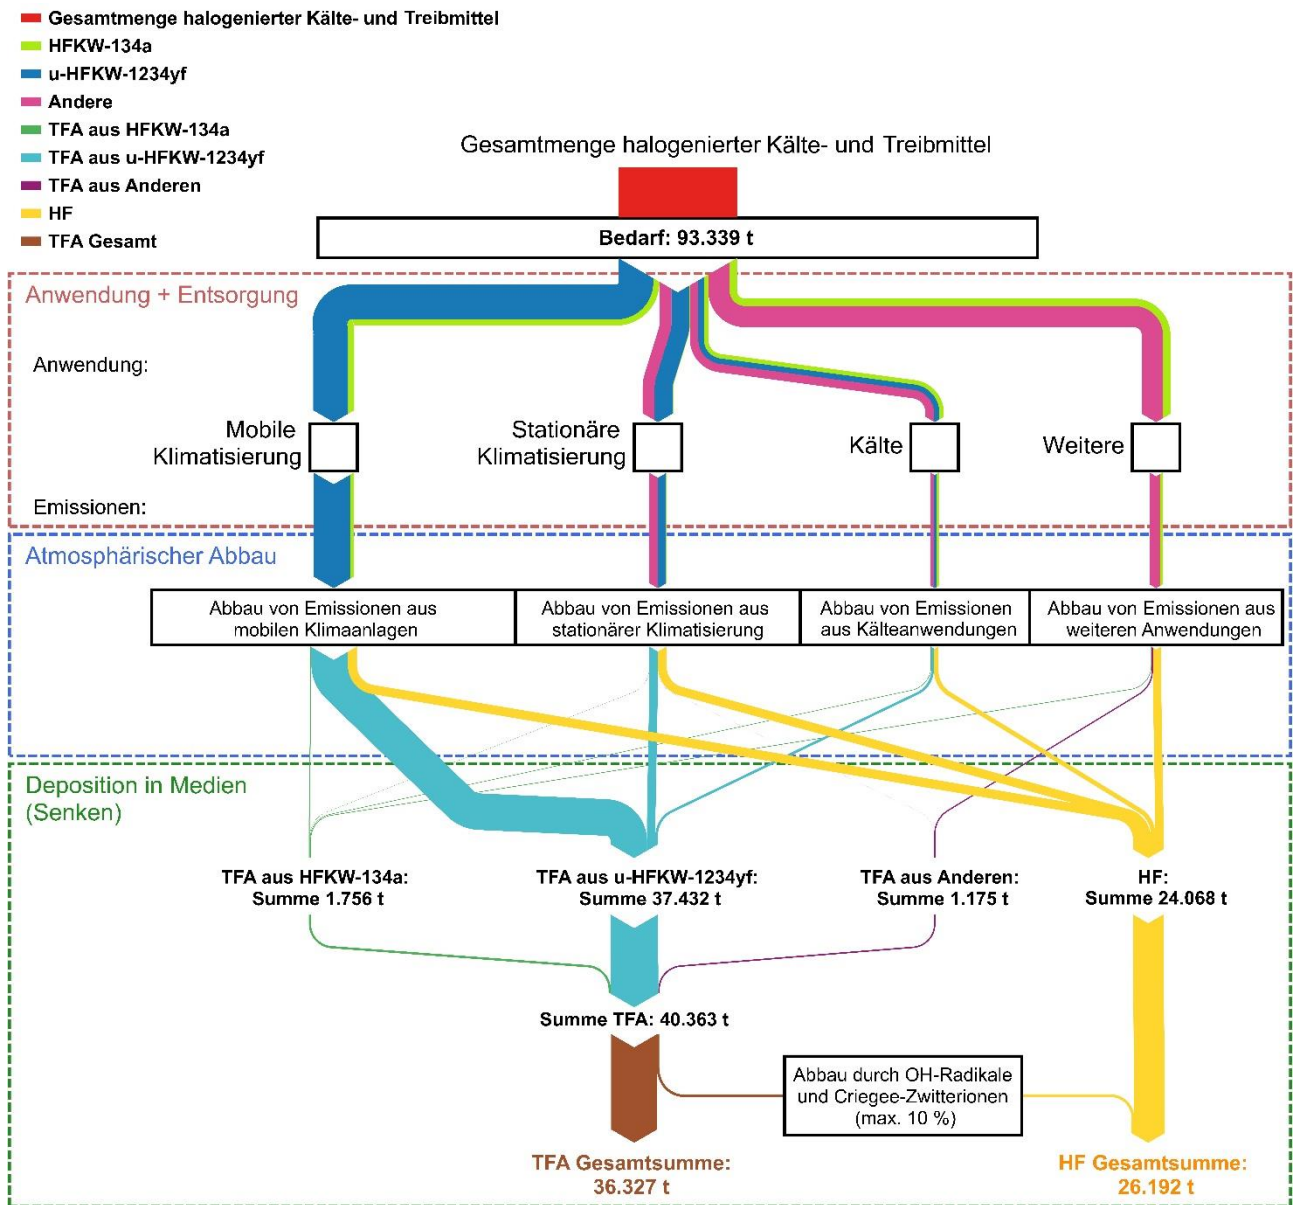 Gesamtmenge halogenierter Kälte- und Treibmittel
HFKW-134a
u-HFKW-1234yf
Andere
TFA aus HFKW-134a
TFA aus u-HFKW-1234yf
TFA aus Anderen
HF
TFA Gesamt
Gesamtmenge halogenierter Kälte- und Treibmittel
Bedarf: 93.339 t
Anwendung + Entsorgung
Anwendung:
Mobile
Klimatisierung
Stationäre
Klimatisierung
Kälte
Weitere
Emissionen:
Atmosphärischer Abbau
Abbau von Emissionen aus
mobilen Klimaanlagen
Abbau von Emissionen aus
stationärer Klimatisierung
Abbau von Emissionen
aus Kälteanwendungen
Abbau von Emissionen aus
weiteren Anwendungen
Deposition in Medien
(Senken)
TFA aus HFKW-134a:
Summe 1.756 t
TFA aus u-HFKW-1234yf:
Summe 37.432 t
TFA aus Anderen:
Summe 1.175 t
HF:
Summe 24.068 t
Summe TFA: 40.363 t
Abbau durch OH-Radikale
und Criegee-Zwitterionen
(max. 10 %)
TFA Gesamtsumme:
36.327 t
HF Gesamtsumme:
26.192 t